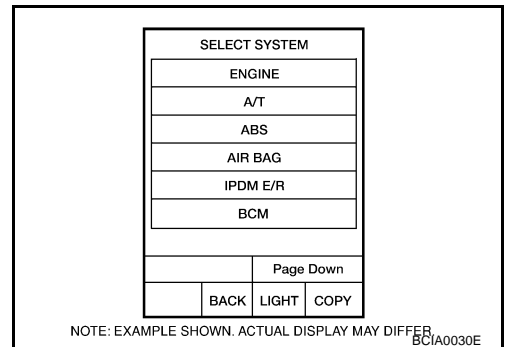 SELECT SYSTEM
ENGINE
A/T
ABS
AIR BAG
IPDM E/R
BCM
Page Down
BACK LIGHT COPY
NOTE: EXAMPLE SHOWN. ACTUAL DISPLAY MAY DIFFER.
BCIA0030E